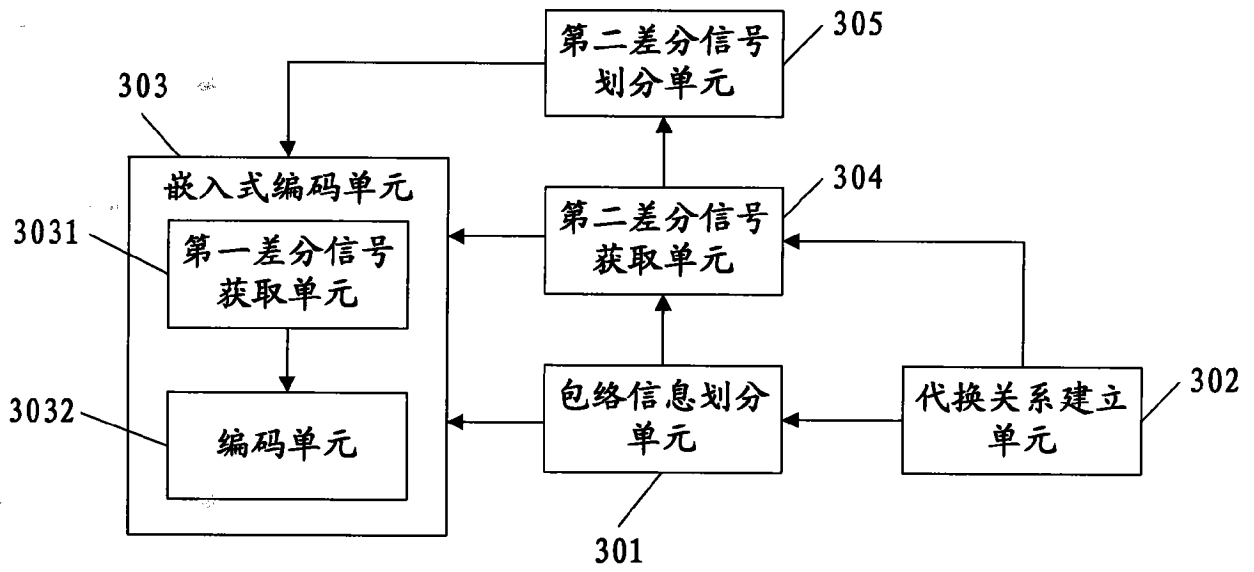 第二差分信号
划分单元
305
303
嵌入式编码单元
第二差分信号
获取单元
304
3031
第一差分信号
获取单元
包络信息划分
单元
代换关系建立
单元
302
3032
编码单元
301